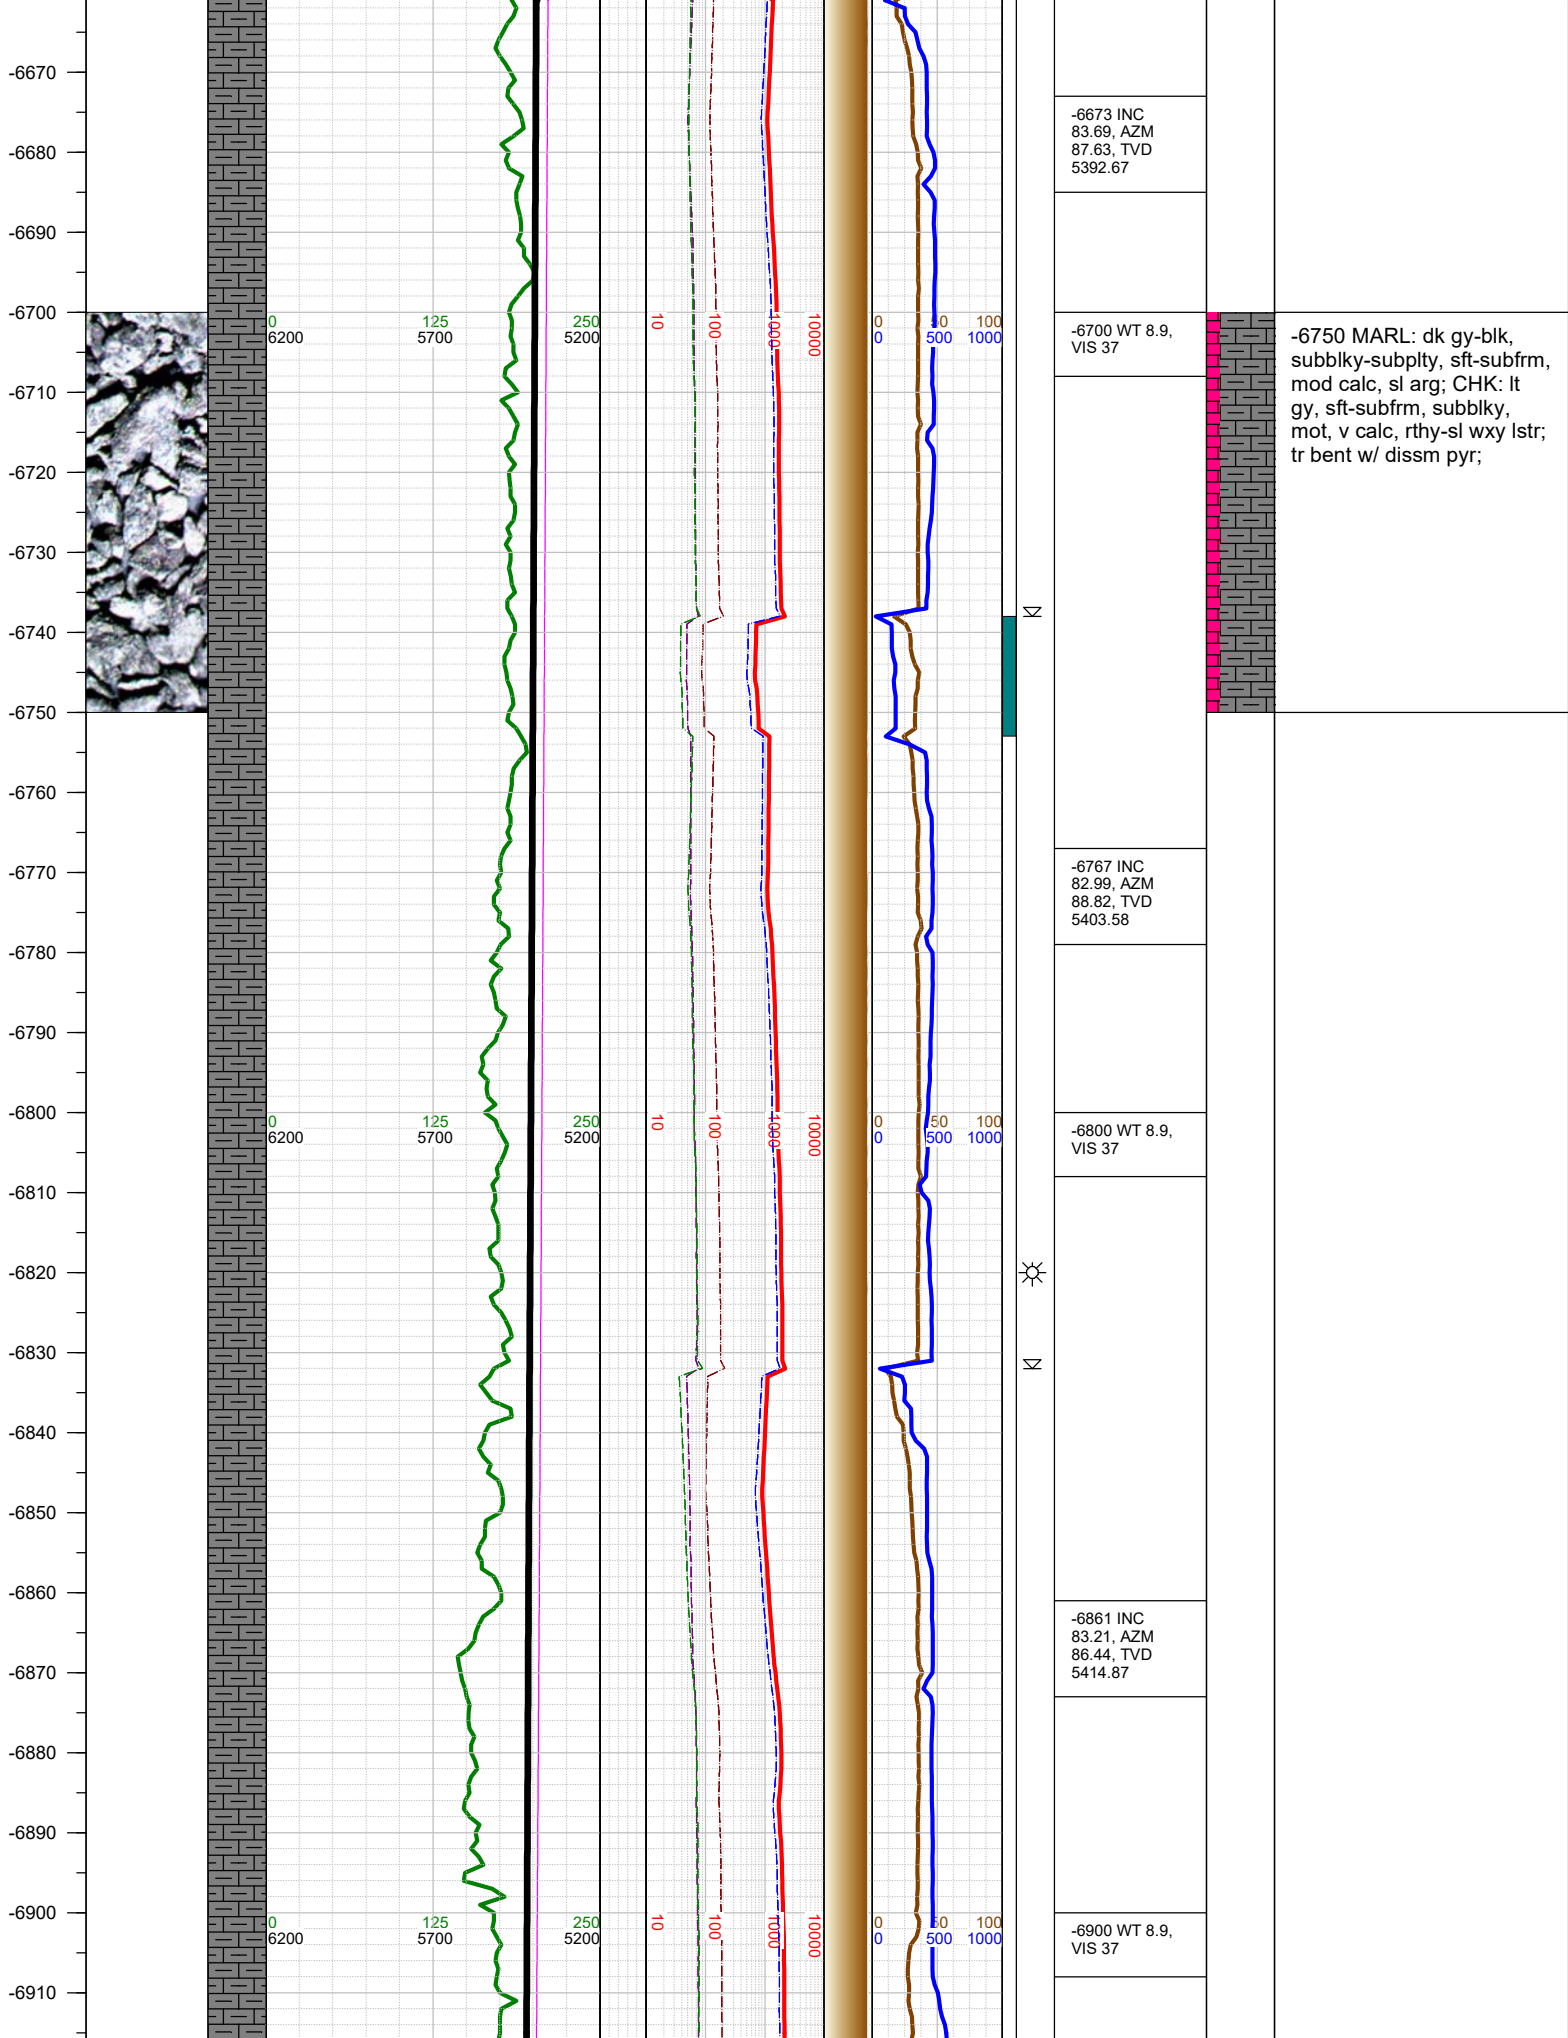 -6670
-6673 INC
83.69, AZM
87.63, TVD
5392.67
-6680
-6690
-6700
0 125 250
6200 5700 5200
10 100 1000 10000
0 50 100
0 500 1000
-6700 WT 8.9,
VIS 37
-6750 MARL: dk gy-blk,
subblky-subplty, sft-subfrm,
mod calc, sl arg; CHK: lt
gy, sft-subfrm, subblky,
mot, v calc, rthy-sl wxy lstr;
tr bent w/ dissm pyr;
-6710
-6720
-6730
-6740
-6750
-6760
-6767 INC
82.99, AZM
88.82, TVD
5403.58
-6770
-6780
-6790
-6800
0 125 250
6200 5700 5200
10 100 1000 10000
0 50 100
0 500 1000
-6800 WT 8.9,
VIS 37
-6810
-6820
-6830
-6840
-6850
-6860
-6861 INC
83.21, AZM
86.44, TVD
5414.87
-6870
-6880
-6890
-6900
0 125 250
6200 5700 5200
10 100 1000 10000
0 50 100
0 500 1000
-6900 WT 8.9,
VIS 37
-6910